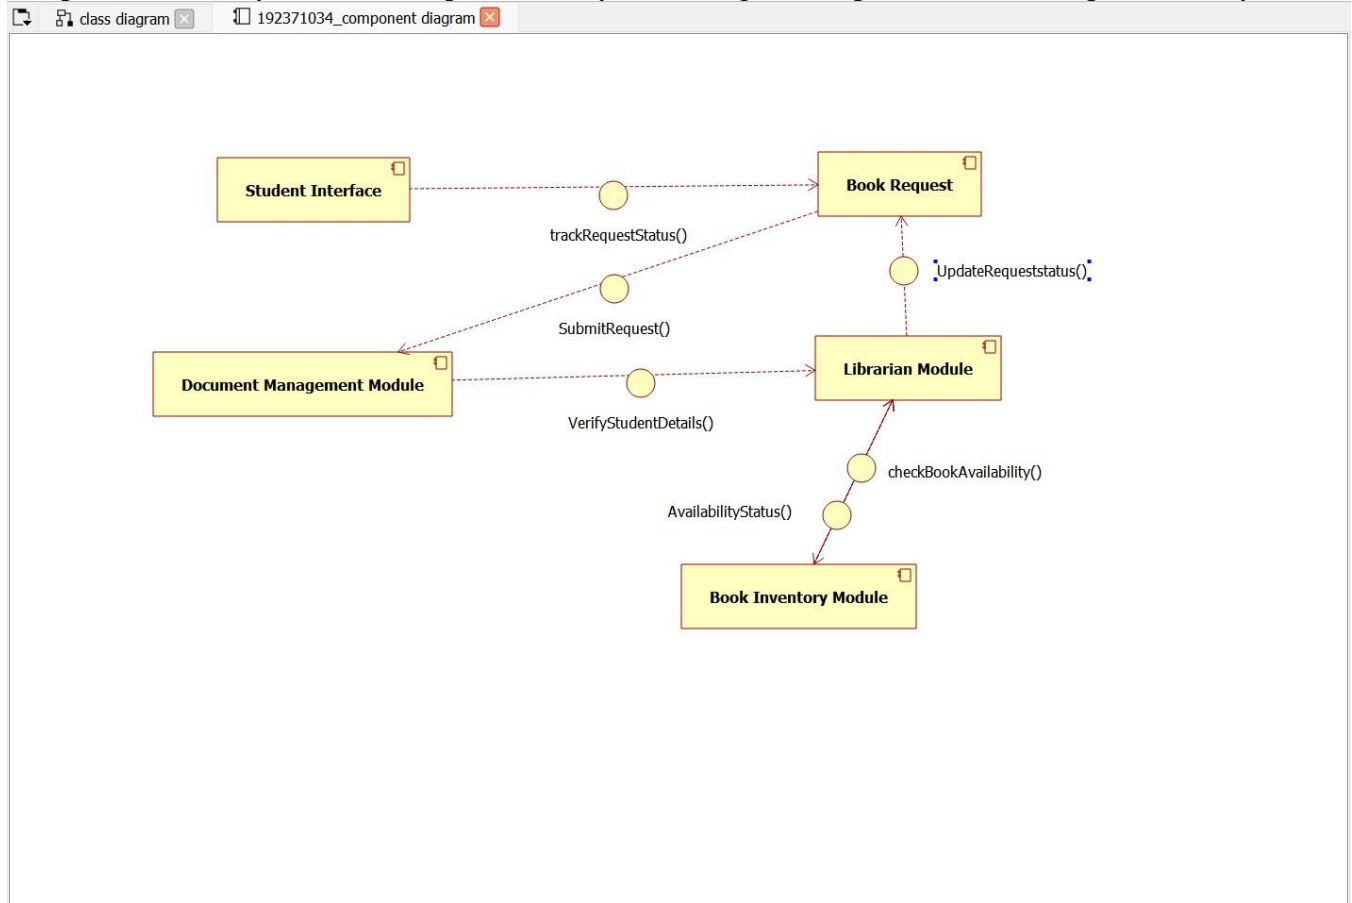 class diagram
192371034_component diagram
Student Interface
Book Request
trackRequestStatus()
UpdateRequeststatus()
SubmitRequest()
Document Management Module
Librarian Module
VerifyStudentDetails()
checkBookAvailability()
AvailabilityStatus()
Book Inventory Module